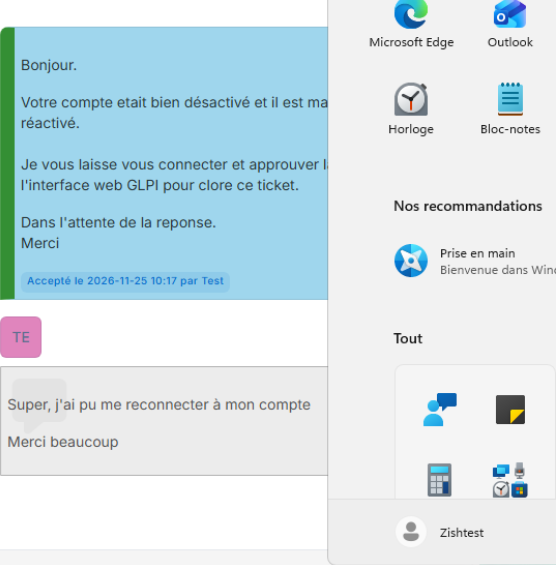 Bonjour.
Votre compte etait bien désactivé et il est ma
réactivé.
Je vous laisse vous connecter et approuver l
l'interface web GLPI pour clore ce ticket.
Dans l'attente de la reponse.
Merci
Accepté le 2026-11-25 10:17 par Test
TE
Super, j'ai pu me reconnecter à mon compte
Merci beaucoup
Microsoft Edge
Outlook
Horloge
Bloc-notes
Nos recommandations
Prise en main
Bienvenue dans Wind
Tout
Zishtest